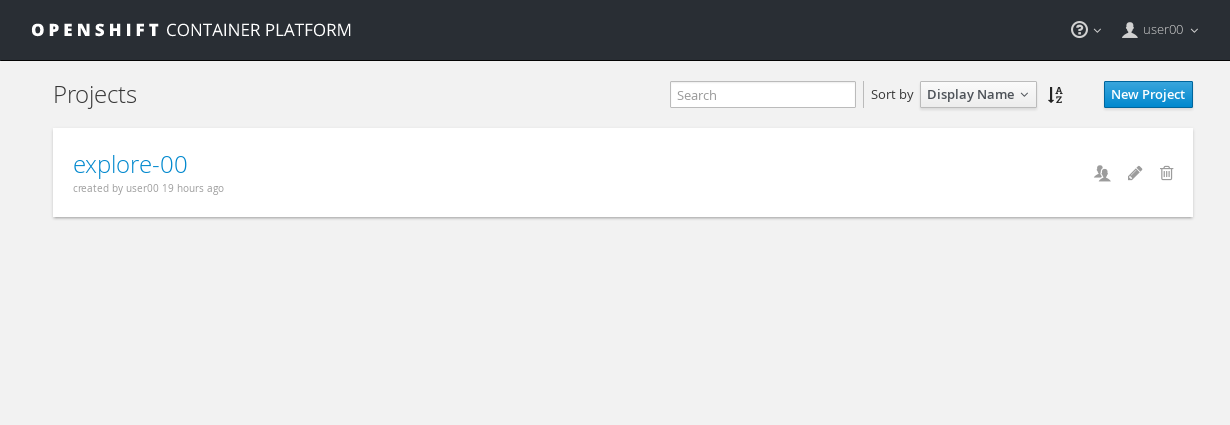 OPENSHIFT CONTAINER PLATFORM
user00
Projects
Search
Sort by
Display Name
New Project
explore-00
created by user00 19 hours ago